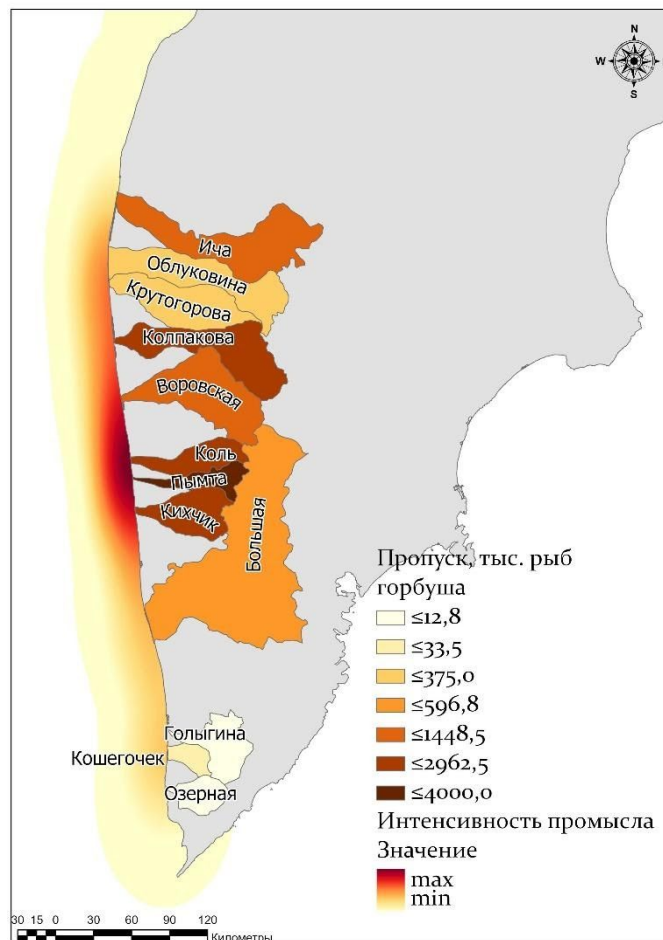 N
W E
S
Ича
Облуковина
Крутогорова
Колпакова
Воровская
Коль
Пымта
Кихчик
Большая
Голыгина
Кошегочек
Озерная
Пропуск, тыс. рыб
горбуша
≤12,8
≤33,5
≤375,0
≤596,8
≤1448,5
≤2962,5
≤4000,0
Интенсивность промысла
Значение
max
min
30 15 0 30 60 90 120
Километры